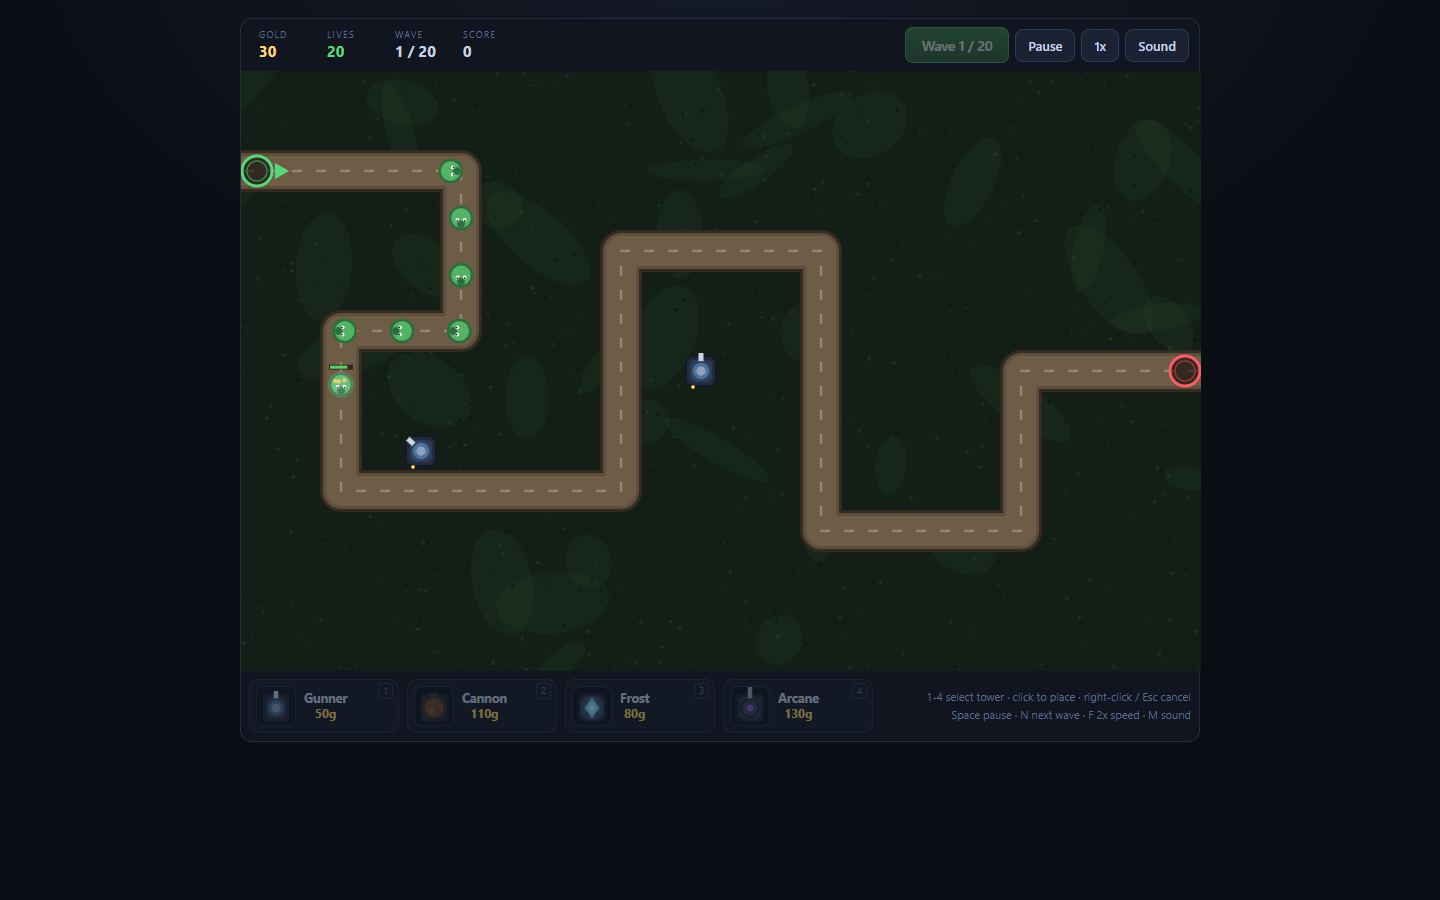 GOLD LIVES WAVE SCORE
30 20 1 / 20 0
Wave 1 / 20 Pause 1x Sound
Gunner 1
50g
Cannon 2
110g
Frost 3
80g
Arcane 4
130g
1-4 select tower · click to place · right-click / Esc cancel
Space pause · N next wave · F 2x speed · M sound